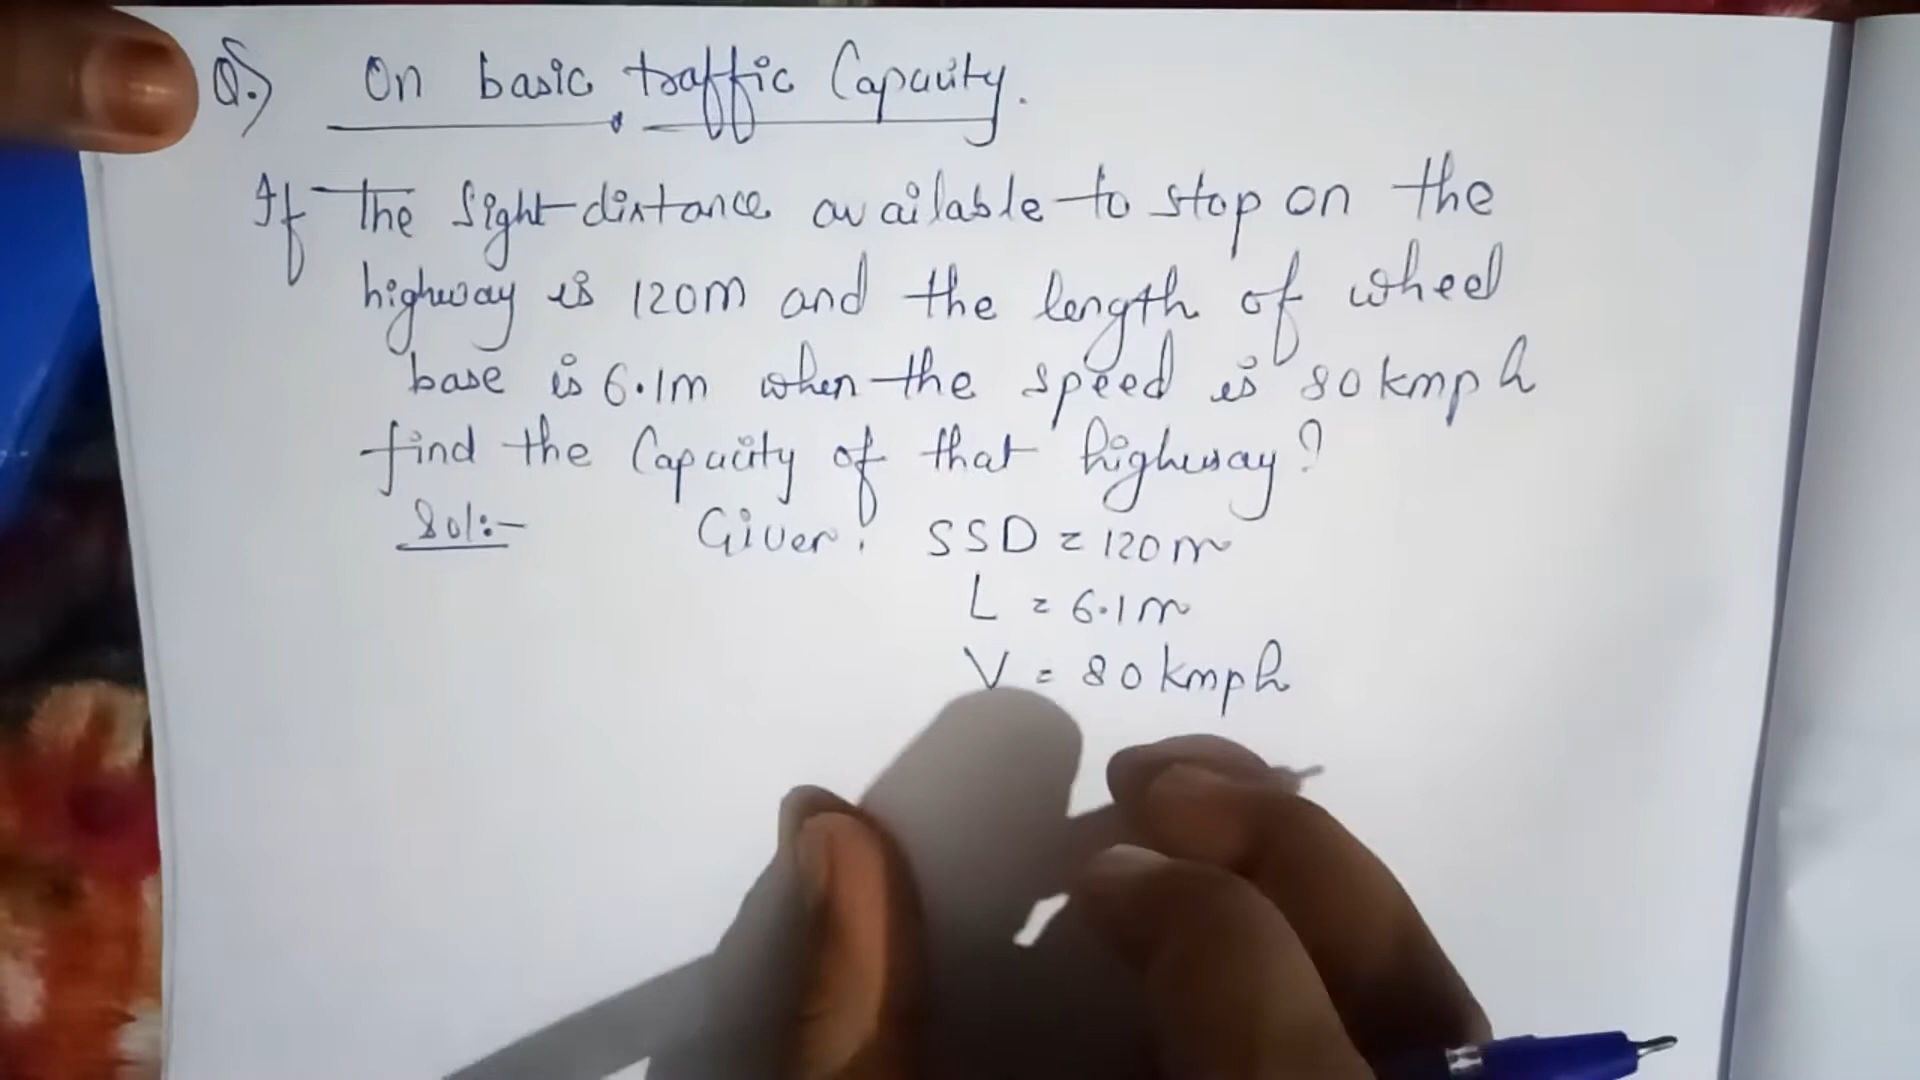 Q.) On basic traffic Capacity.
If the sight distance available to stop on the
highway is 120m and the length of wheel
base is 6.1m when the speed is 80 kmph
find the Capacity of that highway?
Sol:- Given: SSD = 120m
L = 6.1m
V = 80 kmph